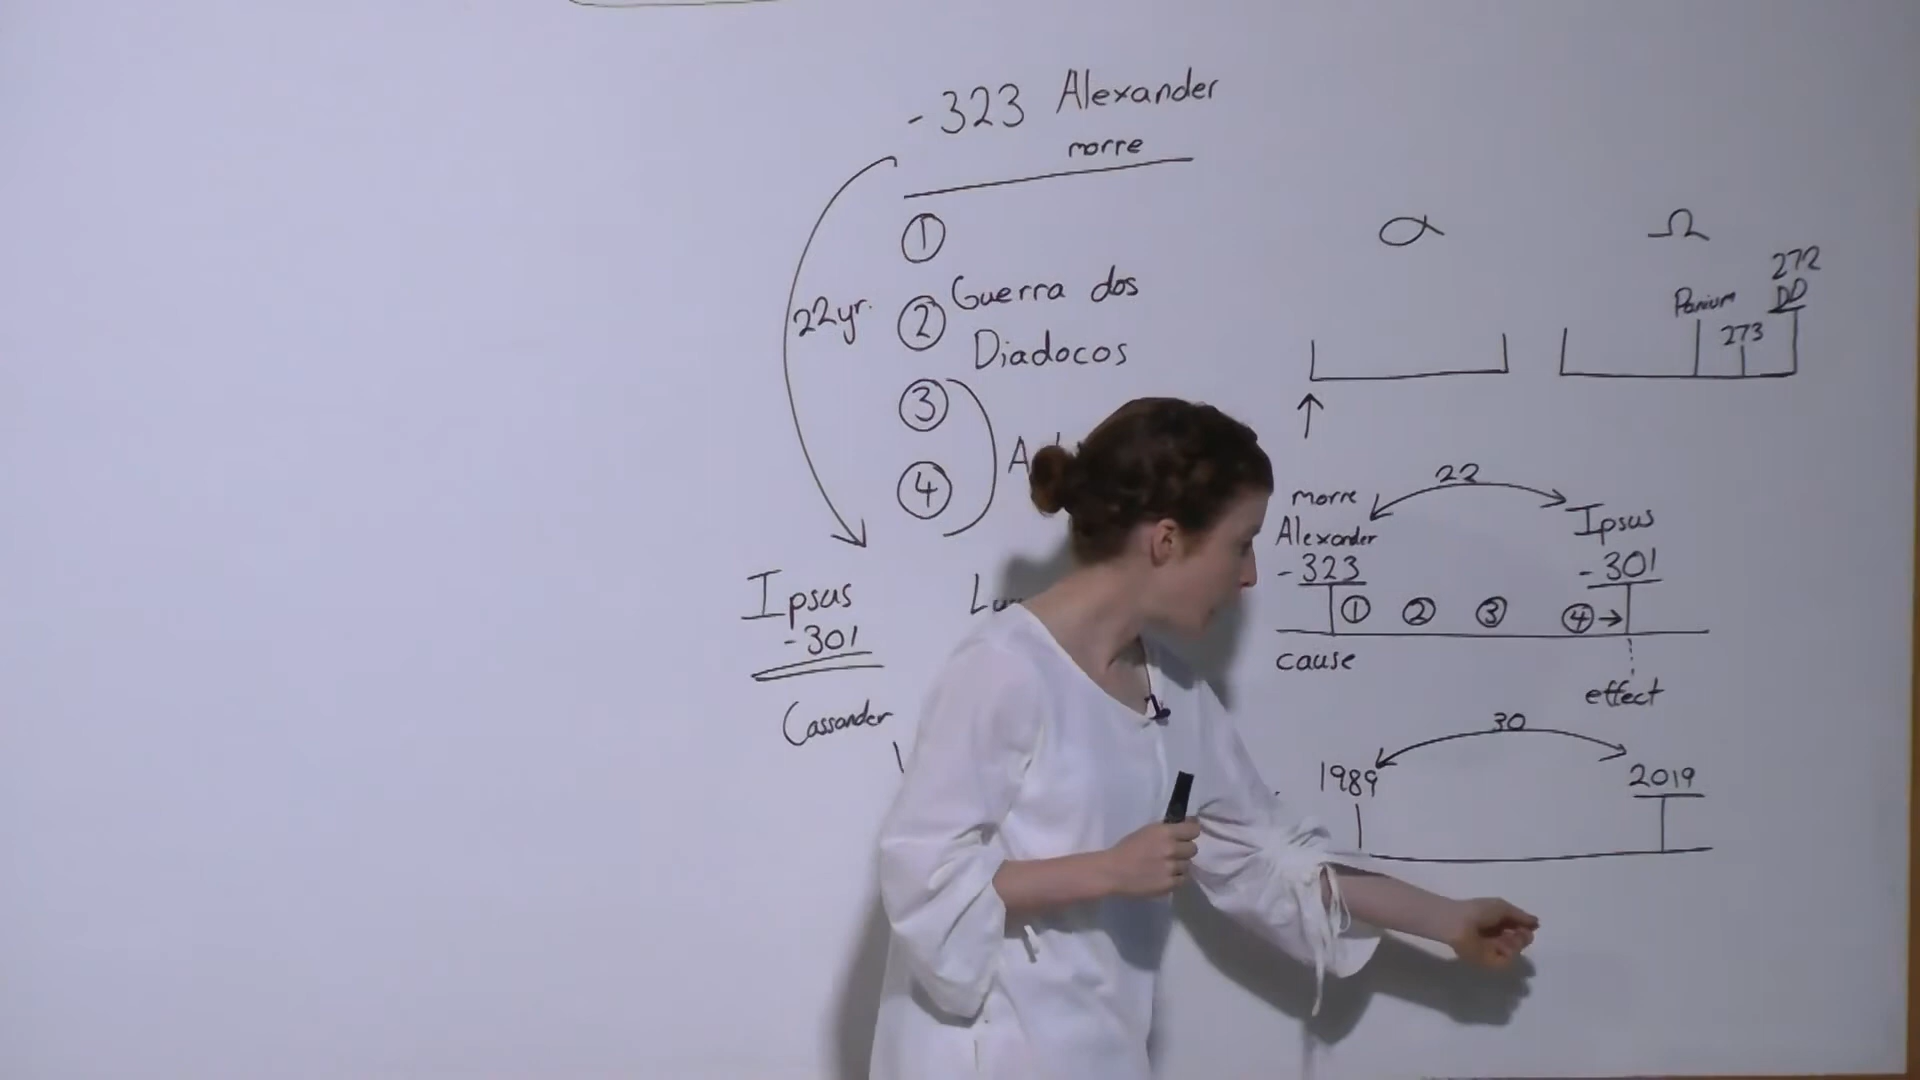 -323 Alexander
morre
①
② Guerra dos
Diadocos
③
④
22yr.
Ipsus
-301
Cassander
α Ω
272
Panium DD
273
22
morre
Alexander
-323
Ipsus
-301
① ② ③ ④→
cause
effect
30
1989 2019